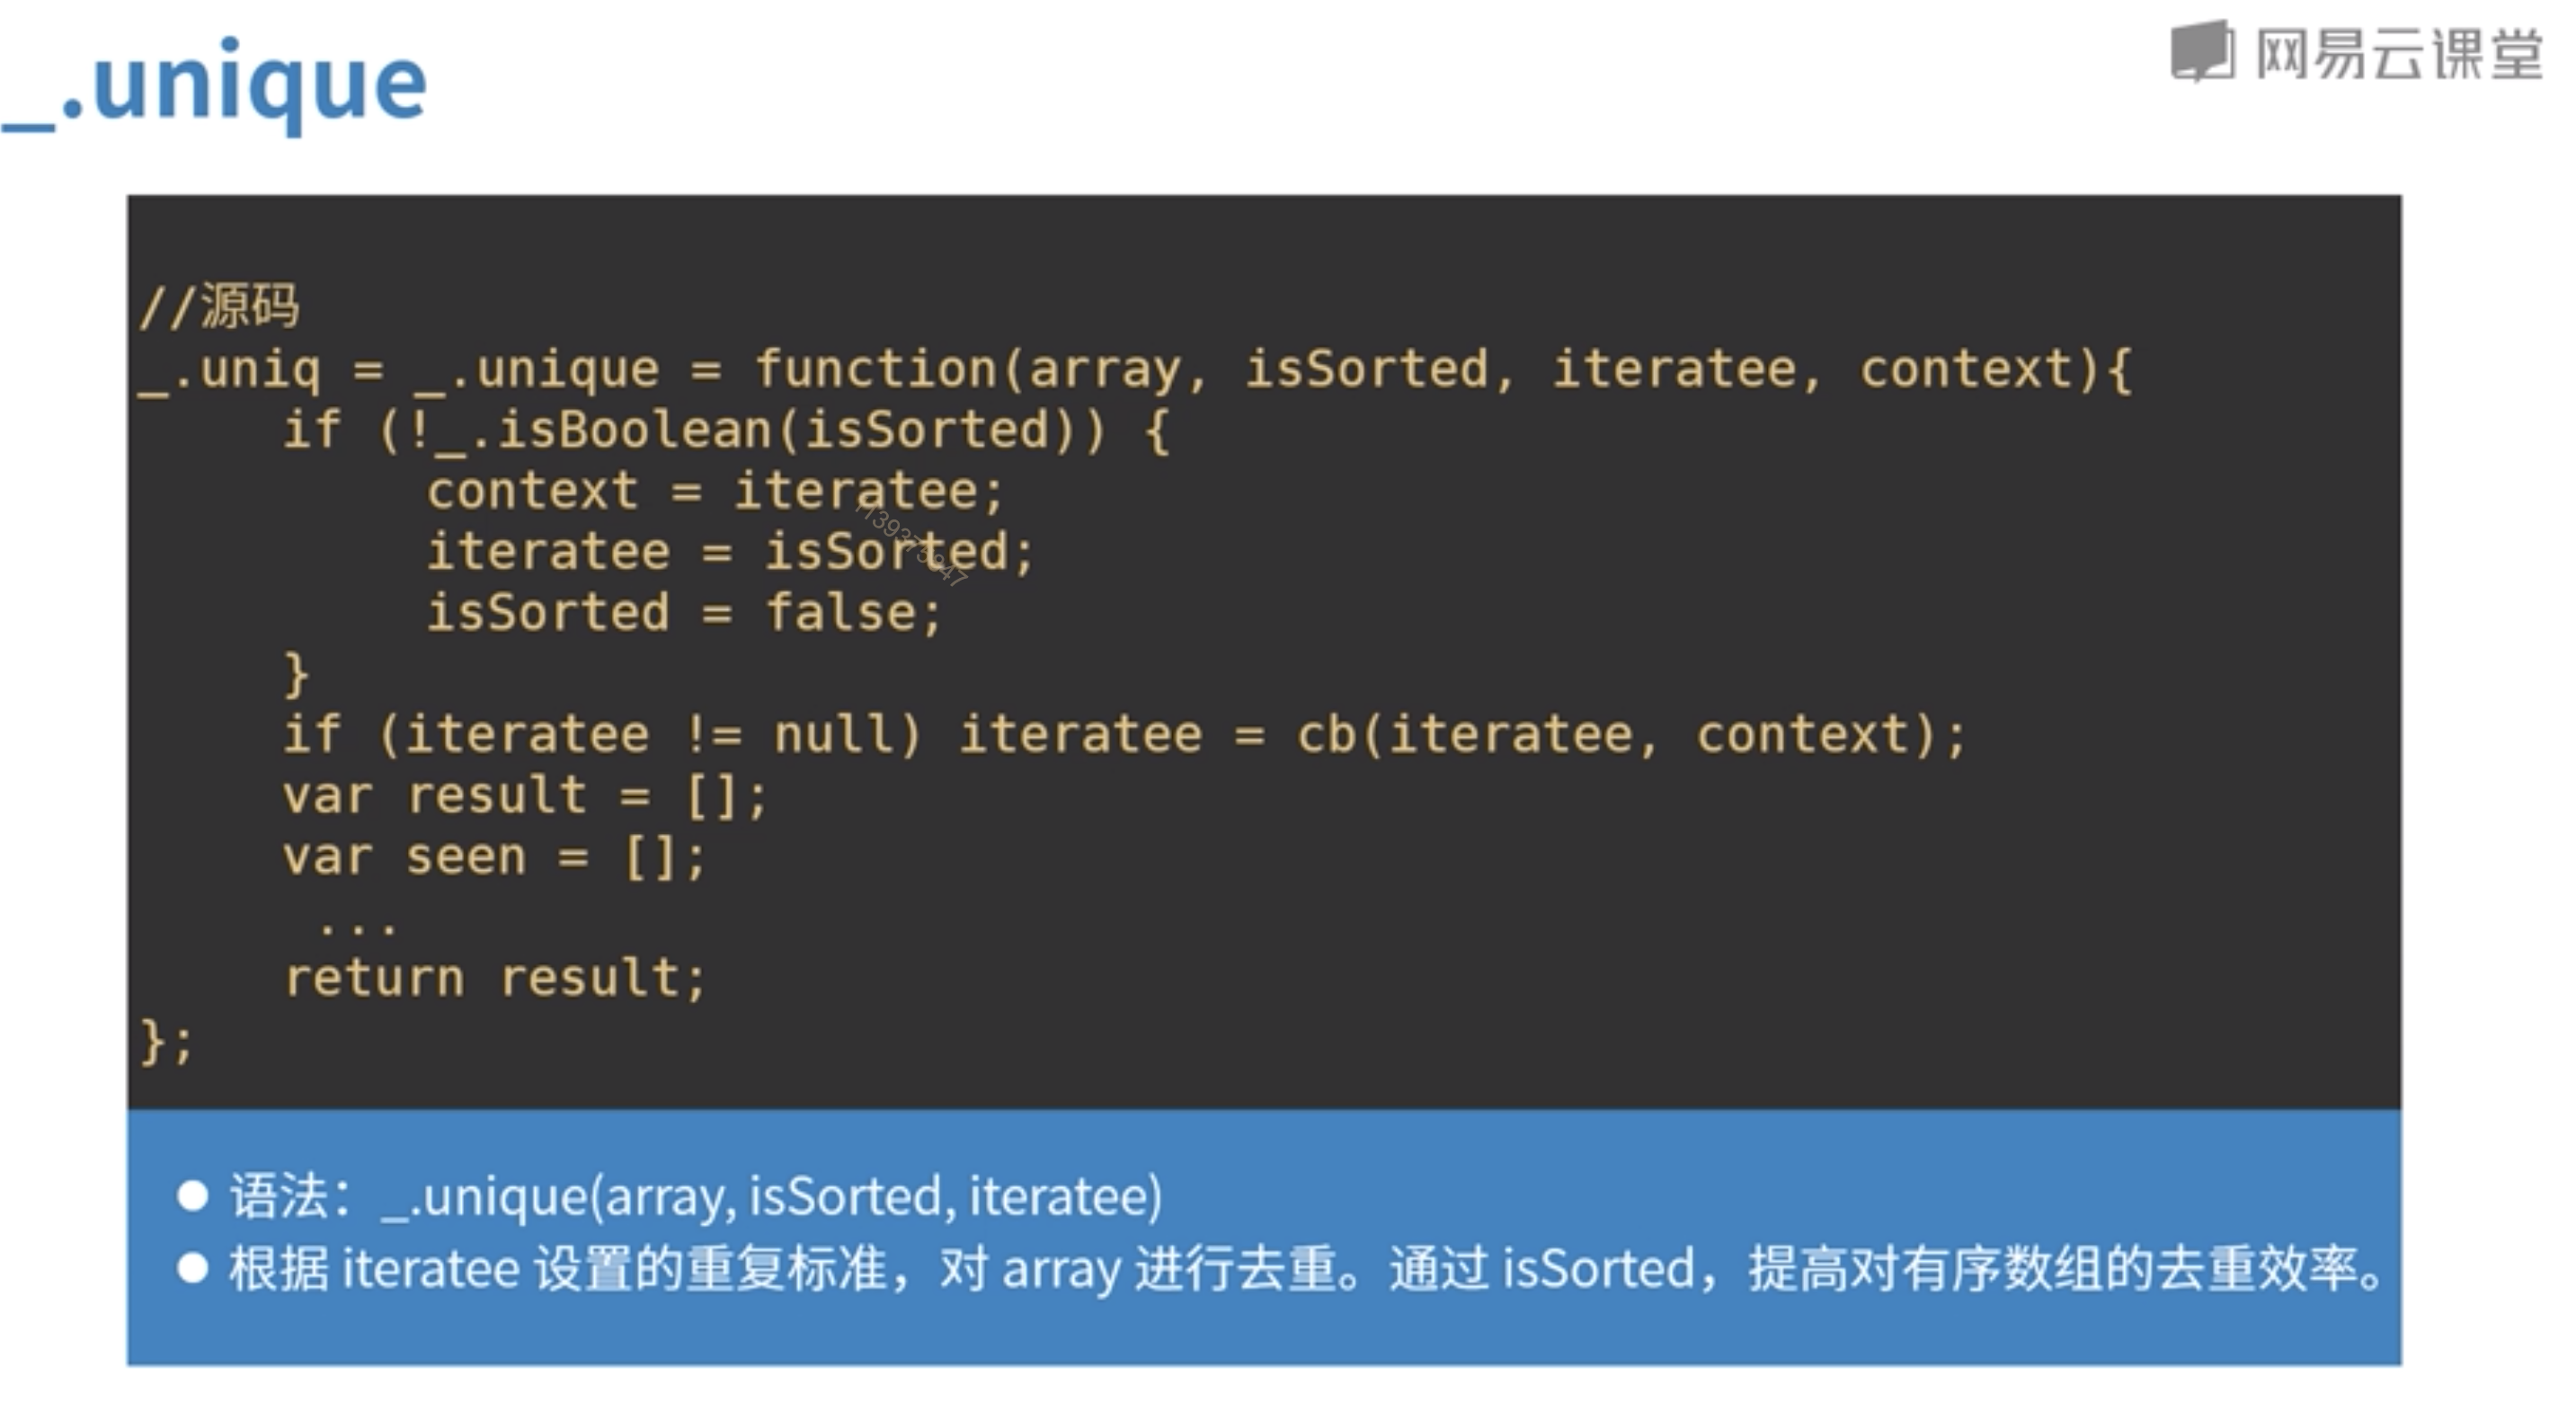 _.unique
网易云课堂
//源码
_.uniq = _.unique = function(array, isSorted, iteratee, context){
if (!_.isBoolean(isSorted)) {
context = iteratee;
iteratee = isSorted;
isSorted = false;
}
if (iteratee != null) iteratee = cb(iteratee, context);
var result = [];
var seen = [];
...
return result;
};
● 语法：_.unique(array, isSorted, iteratee)
● 根据 iteratee 设置的重复标准，对 array 进行去重。通过 isSorted，提高对有序数组的去重效率。